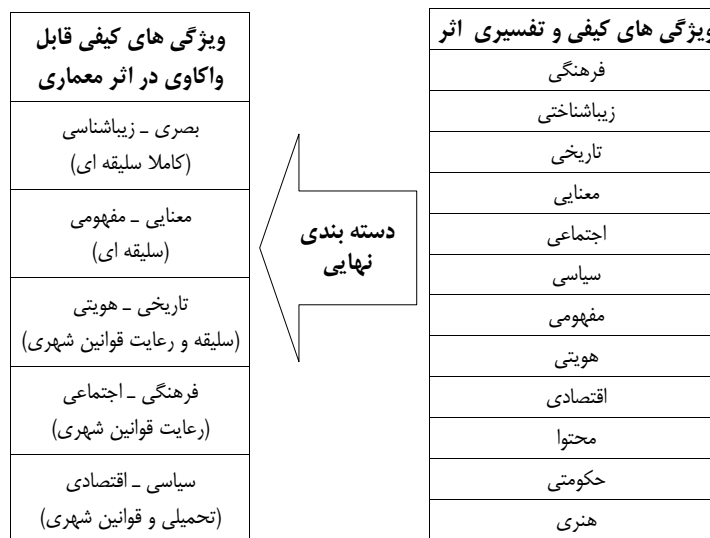 ویژگی های کیفی و تفسیری اثر
فرهنگی
زیباشناختی
تاریخی
معنایی
اجتماعی
سیاسی
مفهومی
هویتی
اقتصادی
محتوا
حکومتی
هنری
دسته بندی
نهایی
ویژگی های کیفی قابل
واکاوی در اثر معماری
بصری ـ زیباشناسی
(کاملا سلیقه ای)
معنایی ـ مفهومی
(سلیقه ای)
تاریخی ـ هویتی
(سلیقه و رعایت قوانین شهری)
فرهنگی ـ اجتماعی
(رعایت قوانین شهری)
سیاسی ـ اقتصادی
(تحمیلی و قوانین شهری)